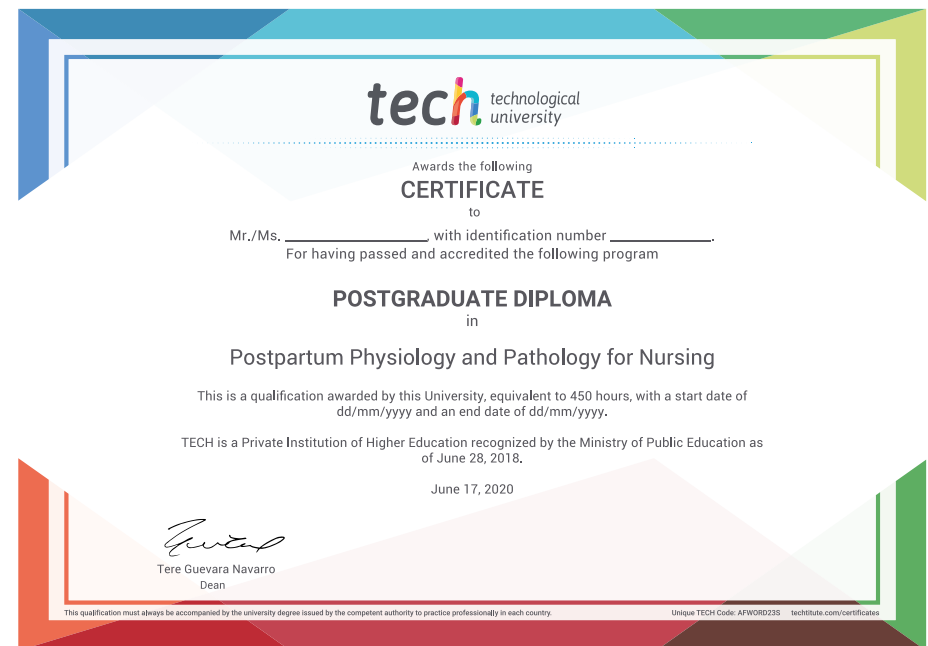 tech technological
university
Awards the following
CERTIFICATE
to
Mr./Ms. ____________________, with identification number ______________.
For having passed and accredited the following program
POSTGRADUATE DIPLOMA
in
Postpartum Physiology and Pathology for Nursing
This is a qualification awarded by this University, equivalent to 450 hours, with a start date of
dd/mm/yyyy and an end date of dd/mm/yyyy.
TECH is a Private Institution of Higher Education recognized by the Ministry of Public Education as
of June 28, 2018.
June 17, 2020
Tere Guevara Navarro
Dean
This qualification must always be accompanied by the university degree issued by the competent authority to practice professionally in each country. Unique TECH Code: AFWORD23S techtitute.com/certificates